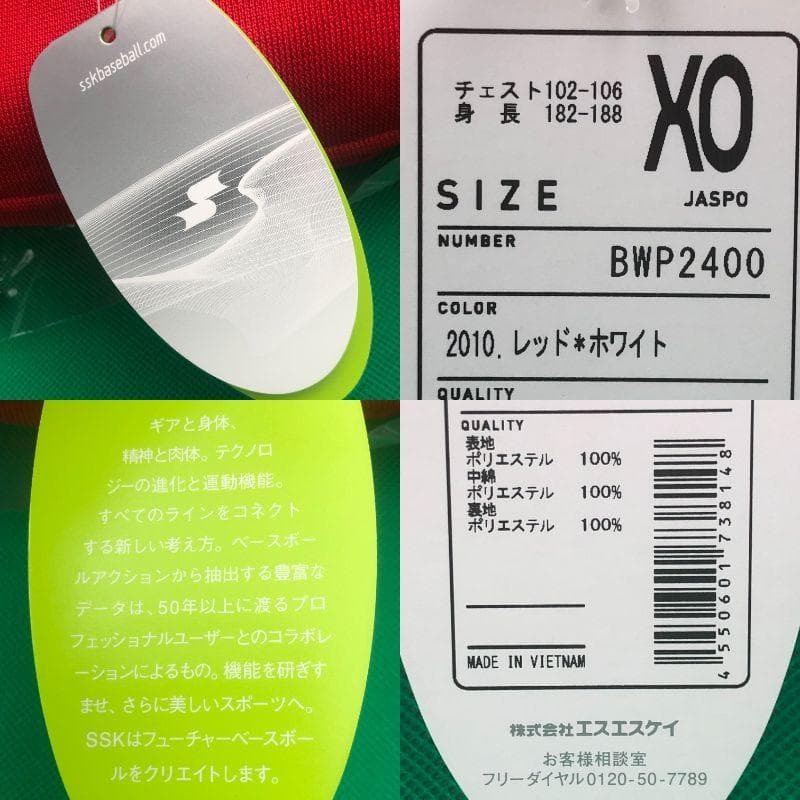 sskbaseball.com
チェスト102-106
身 長 182-188
XO
SIZE
JASPO
NUMBER
BWP2400
COLOR
2010. レッド*ホワイト
QUALITY
ギアと身体、
精神と肉体。テクノロ
ジーの進化と運動機能。
すべてのラインをコネクト
する新しい考え方。ベースボー
ルアクションから抽出する豊富な
データは、50年以上に渡るプロ
フェッショナルユーザーとのコラボレ
ーションによるもの。機能を研ぎす
ませ、さらに美しいスポーツへ。
SSKはフューチャーベースボー
ルをクリエイトします。
QUALITY
表地
ポリエステル 100%
中綿
ポリエステル 100%
裏地
ポリエステル 100%
4550601738148
MADE IN VIETNAM
株式会社エスエスケイ
お客様相談室
フリーダイヤル0120-50-7789